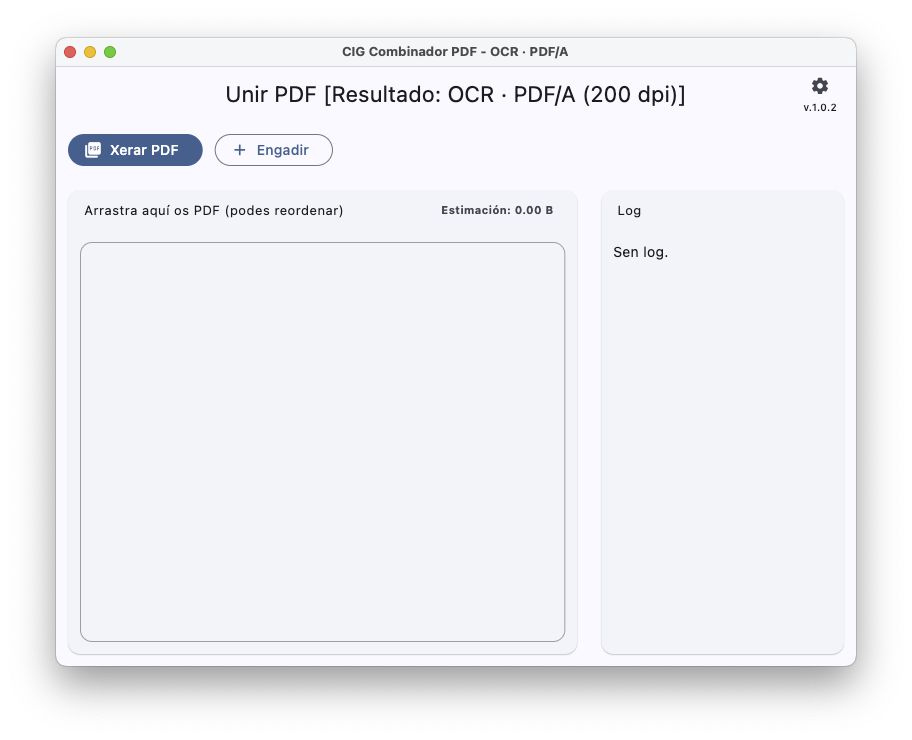 CIG Combinador PDF - OCR · PDF/A
Unir PDF [Resultado: OCR · PDF/A (200 dpi)]
v.1.0.2
PDF Xerar PDF
+ Engadir
Arrastra aquí os PDF (podes reordenar)
Estimación: 0.00 B
Log
Sen log.